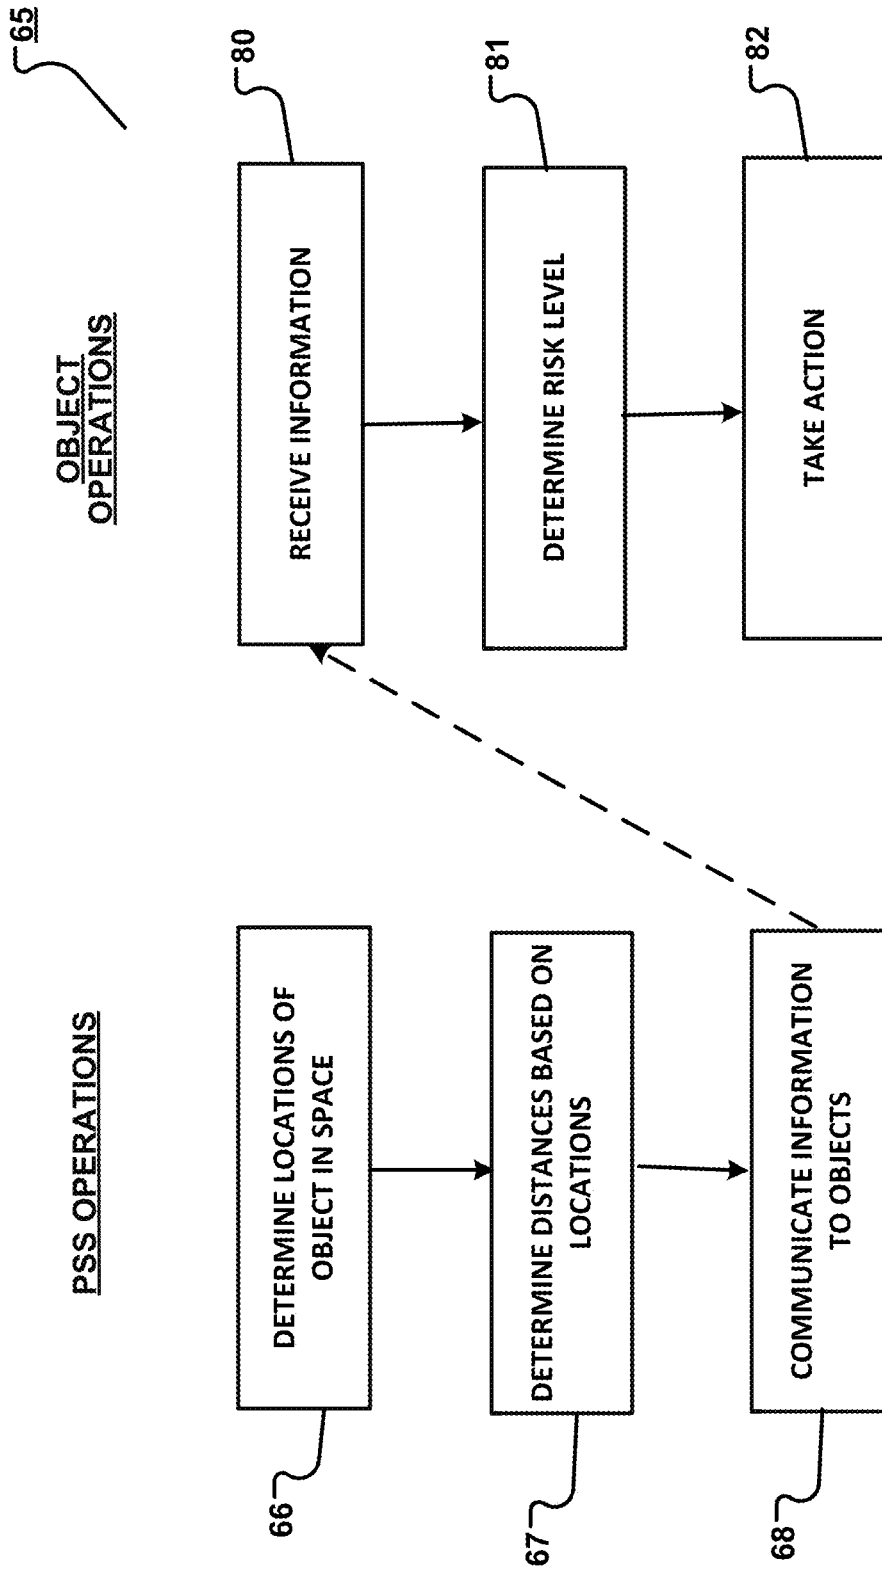 65
PSS OPERATIONS
66
DETERMINE LOCATIONS OF
OBJECT IN SPACE
67
DETERMINE DISTANCES BASED ON
LOCATIONS
68
COMMUNICATE INFORMATION
TO OBJECTS
OBJECT
OPERATIONS
80
RECEIVE INFORMATION
81
DETERMINE RISK LEVEL
82
TAKE ACTION